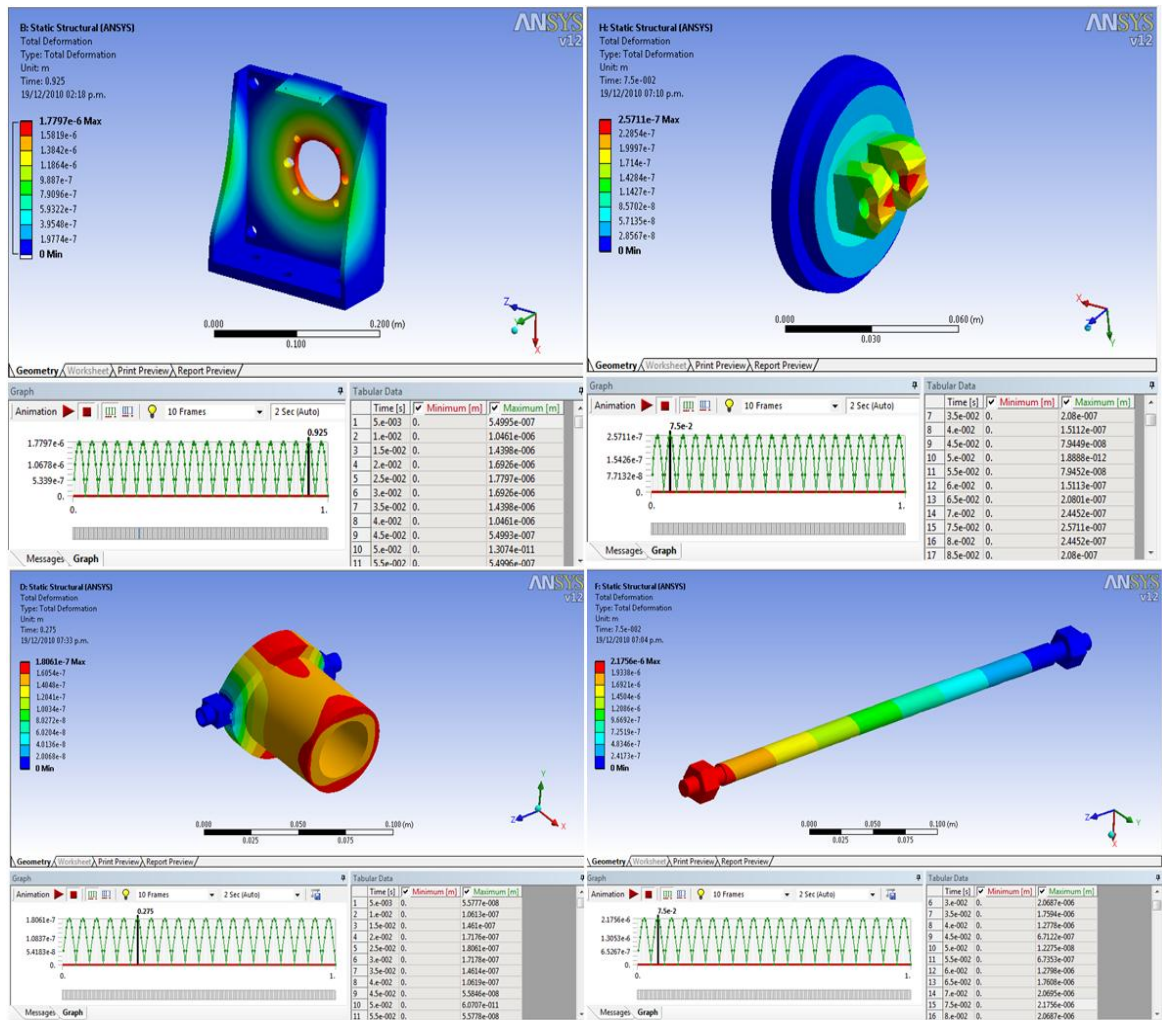 B: Static Structural (ANSYS)
Total Deformation
Type: Total Deformation
Unit: m
Time: 0.925
19/12/2010 02:18 p.m.
1.7797e-6 Max
1.5819e-6
1.3842e-6
1.1864e-6
9.887e-7
7.9096e-7
5.9322e-7
3.9548e-7
1.9774e-7
0 Min
ANSYS
v12
0.000
0.200 (m)
0.100
Z
Y
X
Geometry Worksheet Print Preview Report Preview
Graph
Animation 10 Frames 2 Sec (Auto)
0.925
1.7797e-6
1.0678e-6
5.339e-7
0.
0. 1.
Messages Graph
Tabular Data
Time [s] Minimum [m] Maximum [m]
1 5.e-003 0. 5.4995e-007
2 1.e-002 0. 1.0461e-006
3 1.5e-002 0. 1.4398e-006
4 2.e-002 0. 1.6926e-006
5 2.5e-002 0. 1.7797e-006
6 3.e-002 0. 1.6926e-006
7 3.5e-002 0. 1.4398e-006
8 4.e-002 0. 1.0461e-006
9 4.5e-002 0. 5.4993e-007
10 5.e-002 0. 1.3074e-011
11 5.5e-002 0. 5.4996e-007
H: Static Structural (ANSYS)
Total Deformation
Type: Total Deformation
Unit: m
Time: 7.5e-002
19/12/2010 07:10 p.m.
2.5711e-7 Max
2.2854e-7
1.9997e-7
1.714e-7
1.4284e-7
1.1427e-7
8.5702e-8
5.7135e-8
2.8567e-8
0 Min
ANSYS
v12
0.000
0.060 (m)
0.030
X
Z
Y
Geometry Worksheet Print Preview Report Preview
Graph
Animation 10 Frames 2 Sec (Auto)
7.5e-2
2.5711e-7
1.5426e-7
7.7132e-8
0.
0. 1.
Messages Graph
Tabular Data
Time [s] Minimum [m] Maximum [m]
7 3.5e-002 0. 2.08e-007
8 4.e-002 0. 1.5112e-007
9 4.5e-002 0. 7.9449e-008
10 5.e-002 0. 1.8888e-012
11 5.5e-002 0. 7.9452e-008
12 6.e-002 0. 1.5113e-007
13 6.5e-002 0. 2.0801e-007
14 7.e-002 0. 2.4452e-007
15 7.5e-002 0. 2.5711e-007
16 8.e-002 0. 2.4452e-007
17 8.5e-002 0. 2.08e-007
D: Static Structural (ANSYS)
Total Deformation
Type: Total Deformation
Unit: m
Time: 0.275
19/12/2010 07:33 p.m.
1.8061e-7 Max
1.6054e-7
1.4048e-7
1.2041e-7
1.0034e-7
8.0272e-8
6.0204e-8
4.0136e-8
2.0068e-8
0 Min
ANSYS
v12
0.000 0.050 0.100 (m)
0.025 0.075
Y
Z
X
Geometry Worksheet Print Preview Report Preview
Graph
Animation 10 Frames 2 Sec (Auto)
0.275
1.8061e-7
1.0837e-7
5.4183e-8
0.
0. 1.
Messages Graph
Tabular Data
Time [s] Minimum [m] Maximum [m]
1 5.e-003 0. 5.5777e-008
2 1.e-002 0. 1.0613e-007
3 1.5e-002 0. 1.461e-007
4 2.e-002 0. 1.7176e-007
5 2.5e-002 0. 1.8061e-007
6 3.e-002 0. 1.7178e-007
7 3.5e-002 0. 1.4614e-007
8 4.e-002 0. 1.0619e-007
9 4.5e-002 0. 5.5846e-008
10 5.e-002 0. 6.0707e-011
11 5.5e-002 0. 5.5778e-008
F: Static Structural (ANSYS)
Total Deformation
Type: Total Deformation
Unit: m
Time: 7.5e-002
19/12/2010 07:04 p.m.
2.1756e-6 Max
1.9338e-6
1.6921e-6
1.4504e-6
1.2086e-6
9.6692e-7
7.2519e-7
4.8346e-7
2.4173e-7
0 Min
ANSYS
v12
0.000 0.050 0.100 (m)
0.025 0.075
Z
Y
X
Geometry Worksheet Print Preview Report Preview
Graph
Animation 10 Frames 2 Sec (Auto)
7.5e-2
2.1756e-6
1.3053e-6
6.5267e-7
0.
0. 1.
Messages Graph
Tabular Data
Time [s] Minimum [m] Maximum [m]
6 3.e-002 0. 2.0687e-006
7 3.5e-002 0. 1.7594e-006
8 4.e-002 0. 1.2778e-006
9 4.5e-002 0. 6.7122e-007
10 5.e-002 0. 1.2275e-008
11 5.5e-002 0. 6.7353e-007
12 6.e-002 0. 1.2798e-006
13 6.5e-002 0. 1.7608e-006
14 7.e-002 0. 2.0695e-006
15 7.5e-002 0. 2.1756e-006
16 8.e-002 0. 2.0687e-006